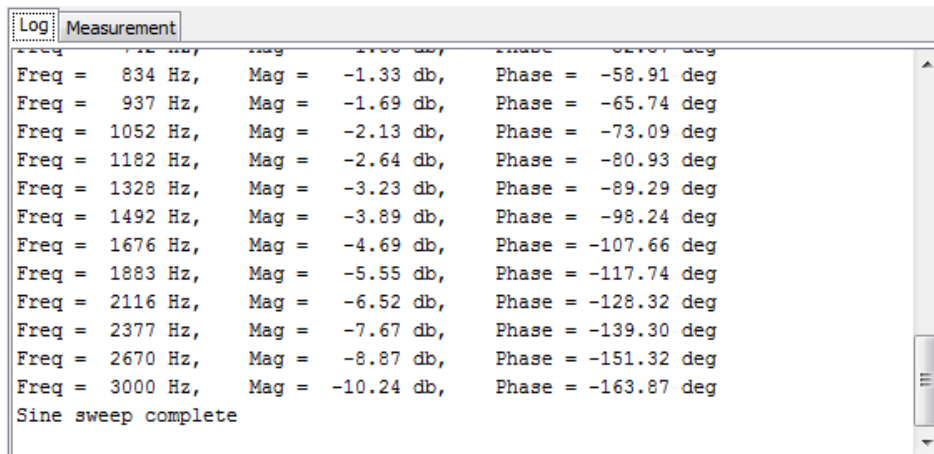 Log Measurement
Freq =   834 Hz,    Mag =   -1.33 db,    Phase =  -58.91 deg
Freq =   937 Hz,    Mag =   -1.69 db,    Phase =  -65.74 deg
Freq =  1052 Hz,    Mag =   -2.13 db,    Phase =  -73.09 deg
Freq =  1182 Hz,    Mag =   -2.64 db,    Phase =  -80.93 deg
Freq =  1328 Hz,    Mag =   -3.23 db,    Phase =  -89.29 deg
Freq =  1492 Hz,    Mag =   -3.89 db,    Phase =  -98.24 deg
Freq =  1676 Hz,    Mag =   -4.69 db,    Phase = -107.66 deg
Freq =  1883 Hz,    Mag =   -5.55 db,    Phase = -117.74 deg
Freq =  2116 Hz,    Mag =   -6.52 db,    Phase = -128.32 deg
Freq =  2377 Hz,    Mag =   -7.67 db,    Phase = -139.30 deg
Freq =  2670 Hz,    Mag =   -8.87 db,    Phase = -151.32 deg
Freq =  3000 Hz,    Mag =  -10.24 db,    Phase = -163.87 deg
Sine sweep complete